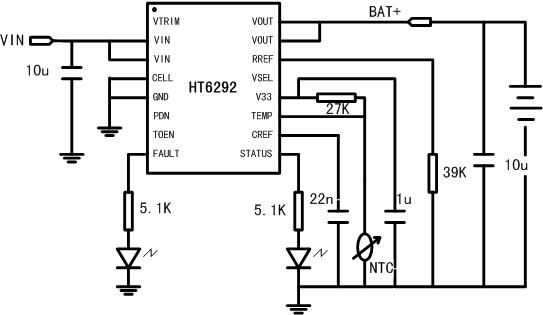 BAT+
VTRIM
VOUT
VIN
VIN
VOUT
VIN
RREF
10u
CELL
HT6292
VSEL
GND
V33
27K
PDN
TEMP
TOEN
CREF
FAULT
STATUS
39K
10u
5.1K
5.1K
22n
1u
NTC